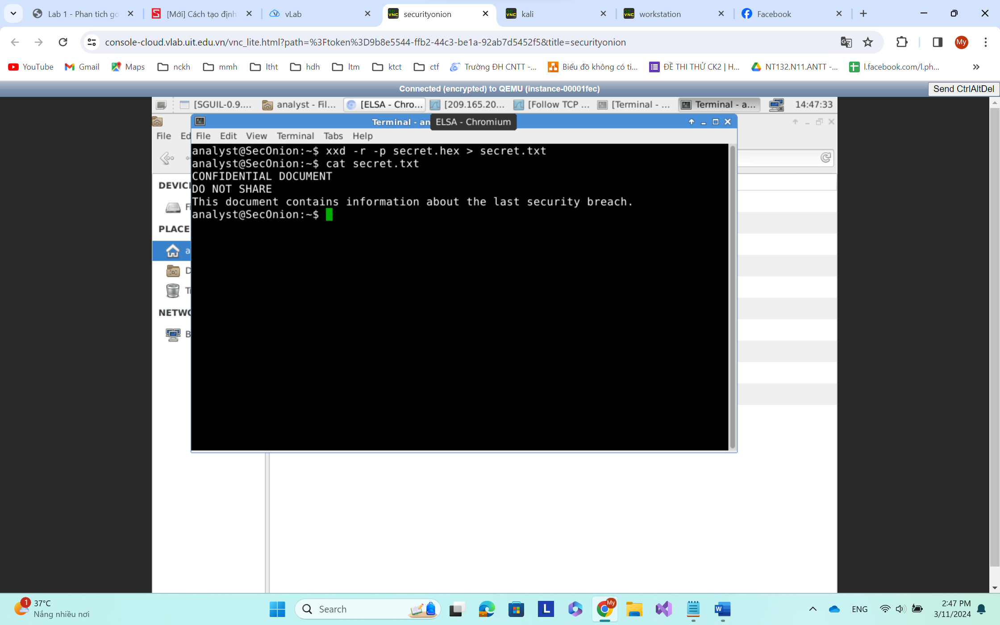 Lab 1 - Phan tich go
[Mới] Cách tạo định
vLab
securityonion
kali
workstation
Facebook
console-cloud.vlab.uit.edu.vn/vnc_lite.html?path=%3Ftoken%3D9b8e5544-ffb2-44c3-be1a-92ab7d5452f5&title=securityonion
My
YouTube
Gmail
Maps
nckh
mmh
ltht
hdh
ltm
ktct
ctf
Trường ĐH CNTT -...
Biểu đồ không có ti...
ĐỀ THI THỬ CK2 | H...
NT132.N11.ANTT -...
l.facebook.com/l.ph...
Connected (encrypted) to QEMU (instance-00001fec)
Send CtrlAltDel
[SGUIL-0.9....
analyst - Fil...
[ELSA - Chro...
[209.165.20...
[Follow TCP ...
[Terminal - ...
Terminal - a...
14:47:33
Terminal - an
ELSA - Chromium
File Ed
File Edit View Terminal Tabs Help
analyst@SecOnion:~$ xxd -r -p secret.hex > secret.txt
analyst@SecOnion:~$ cat secret.txt
CONFIDENTIAL DOCUMENT
DO NOT SHARE
This document contains information about the last security breach.
analyst@SecOnion:~$
DEVIC
PLACE
NETW
1
37°C
Nắng nhiều nơi
Search
My
ENG
2:47 PM
3/11/2024